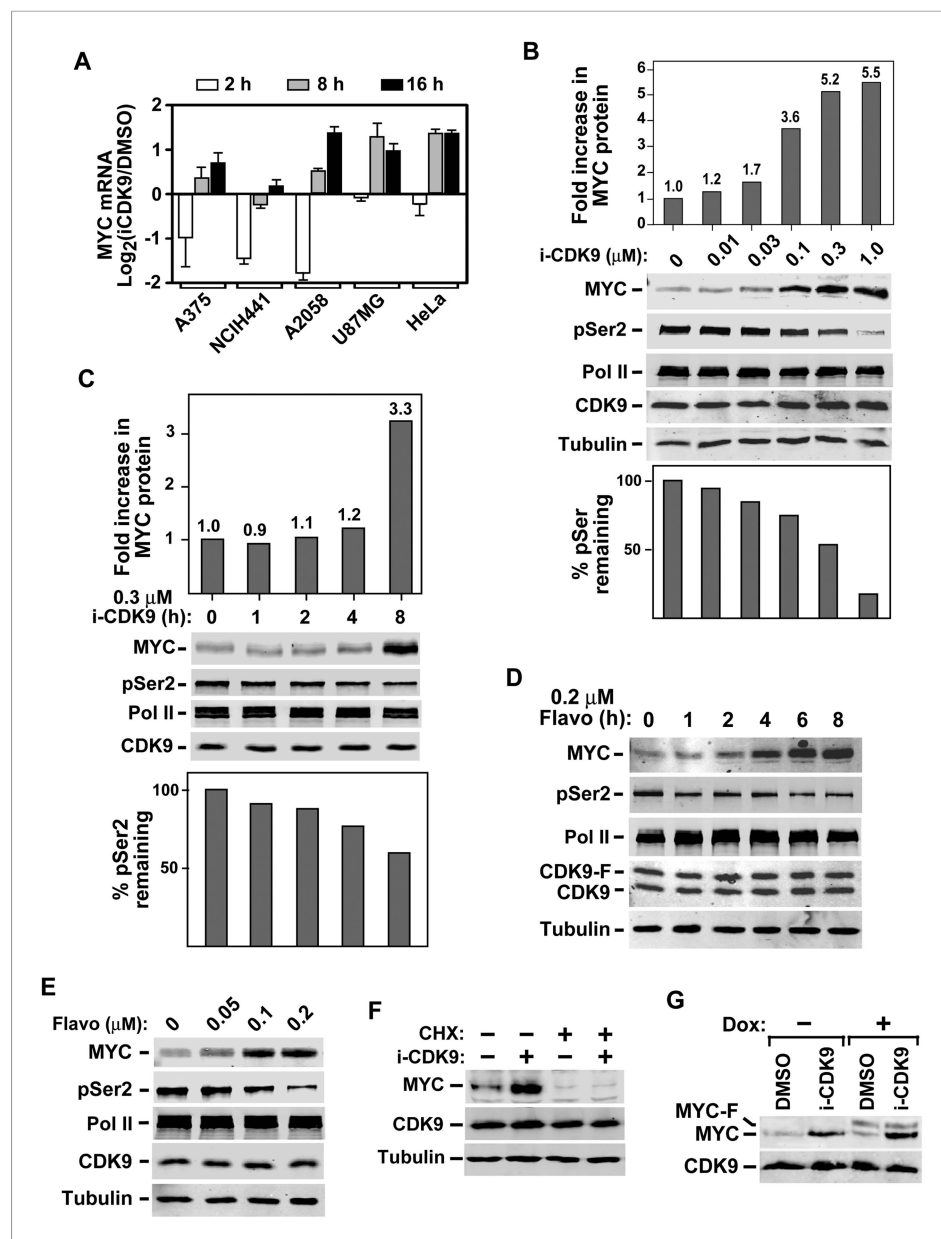 A
2 h 8 h 16 h
MYC mRNA
Log2(iCDK9/DMSO)
2
1
0
-1
-2
A375
NCIH441
A2058
U87MG
HeLa
B
Fold increase in
MYC protein
6
5
4
3
2
1
0
1.0
1.2
1.7
3.6
5.2
5.5
i-CDK9 (μM): 0 0.01 0.03 0.1 0.3 1.0
MYC
pSer2
Pol II
CDK9
Tubulin
% pSer
remaining
100
50
C
Fold increase in
MYC protein
3
1
1.0
0.9
1.1
1.2
3.3
0.3 μM
i-CDK9 (h): 0 1 2 4 8
MYC
pSer2
Pol II
CDK9
% pSer2
remaining
100
50
D
0.2 μM
Flavo (h): 0 1 2 4 6 8
MYC
pSer2
Pol II
CDK9-F
CDK9
Tubulin
E
Flavo (μM): 0 0.05 0.1 0.2
MYC
pSer2
Pol II
CDK9
Tubulin
F
CHX: – – + +
i-CDK9: – + – +
MYC
CDK9
Tubulin
G
Dox: – +
DMSO
i-CDK9
DMSO
i-CDK9
MYC-F
MYC
CDK9